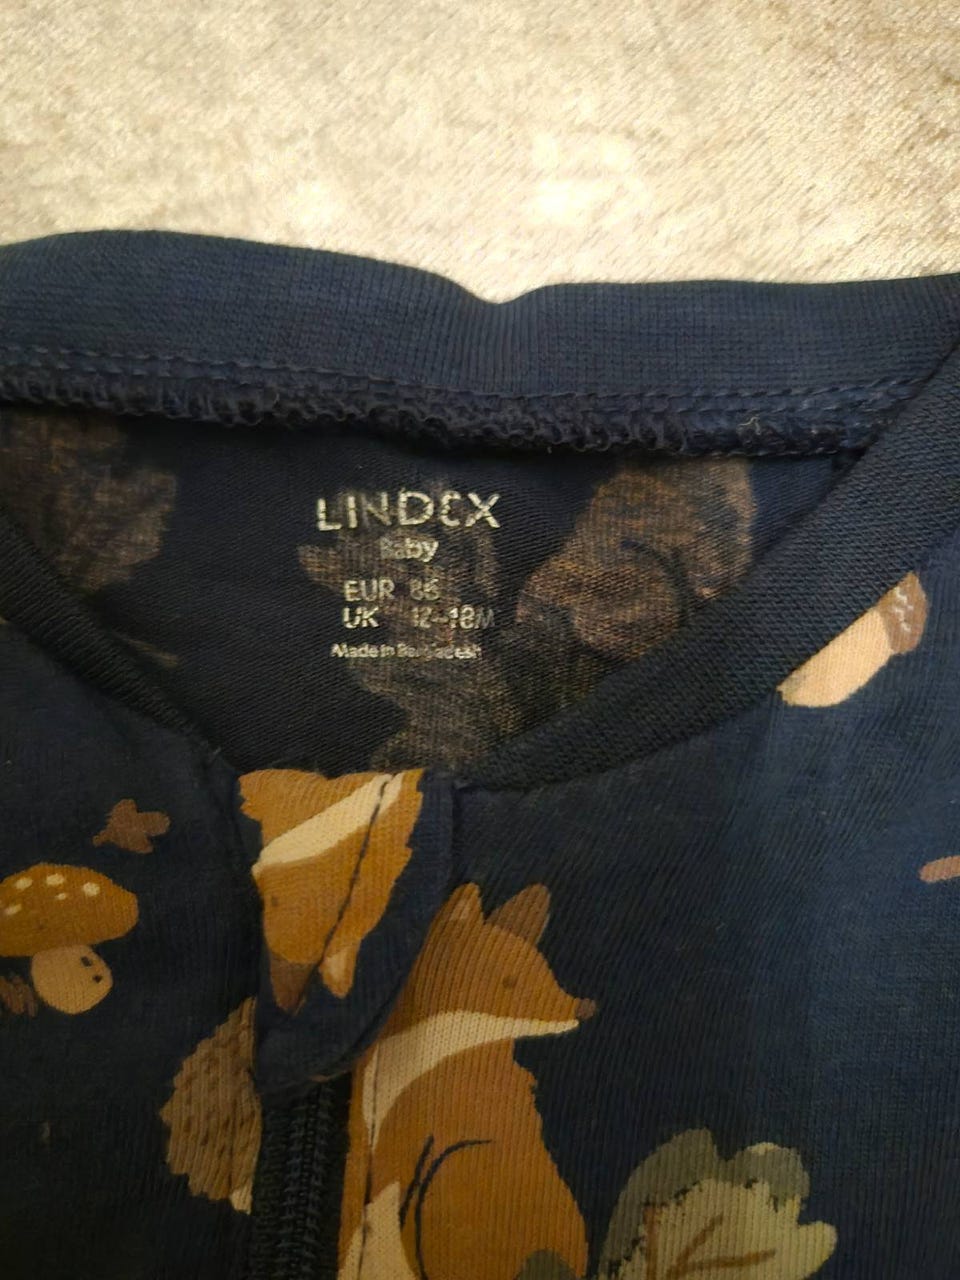 LINDEX
Baby
EUR 86
UK 12-18M
Made in Bangladesh